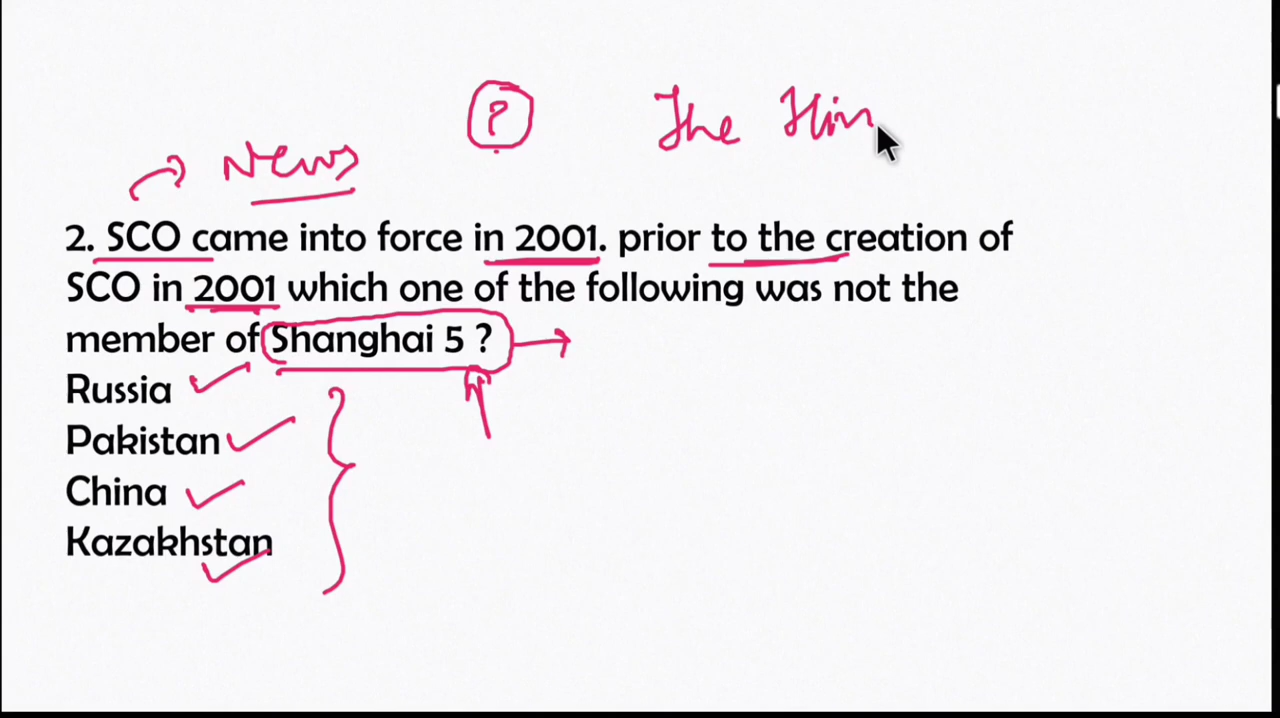 ? The Hin
News
2. SCO came into force in 2001. prior to the creation of
SCO in 2001 which one of the following was not the
member of Shanghai 5 ?
Russia
Pakistan
China
Kazakhstan